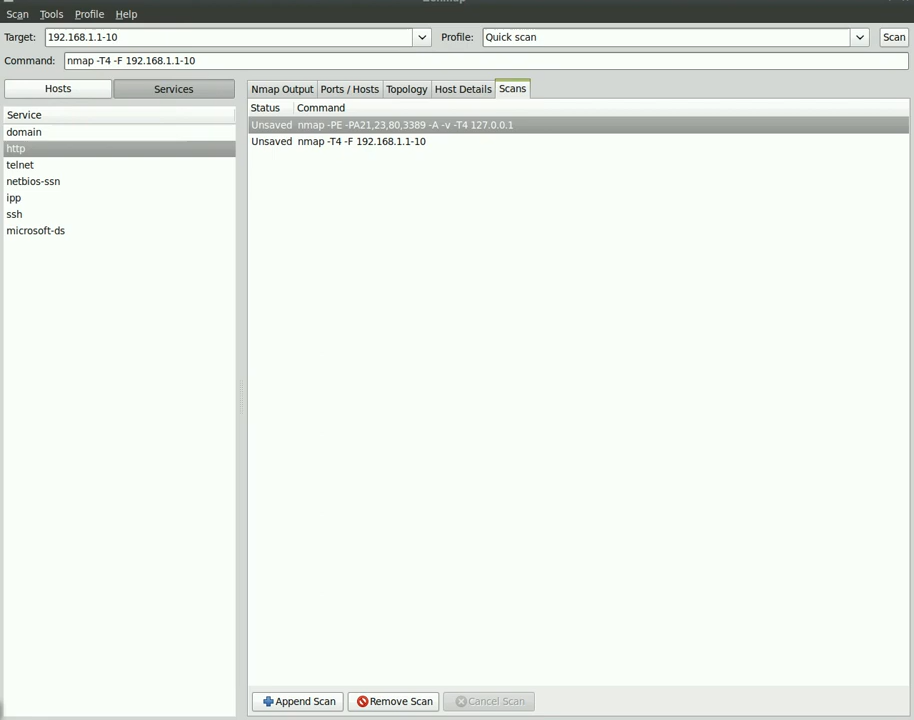 Scan Tools Profile Help
Target: 192.168.1.1-10 Profile: Quick scan Scan
Command: nmap -T4 -F 192.168.1.1-10
Hosts Services
Nmap Output Ports / Hosts Topology Host Details Scans
Service
domain
http
telnet
netbios-ssn
ipp
ssh
microsoft-ds
Status Command
Unsaved nmap -PE -PA21,23,80,3389 -A -v -T4 127.0.0.1
Unsaved nmap -T4 -F 192.168.1.1-10
Append Scan Remove Scan Cancel Scan